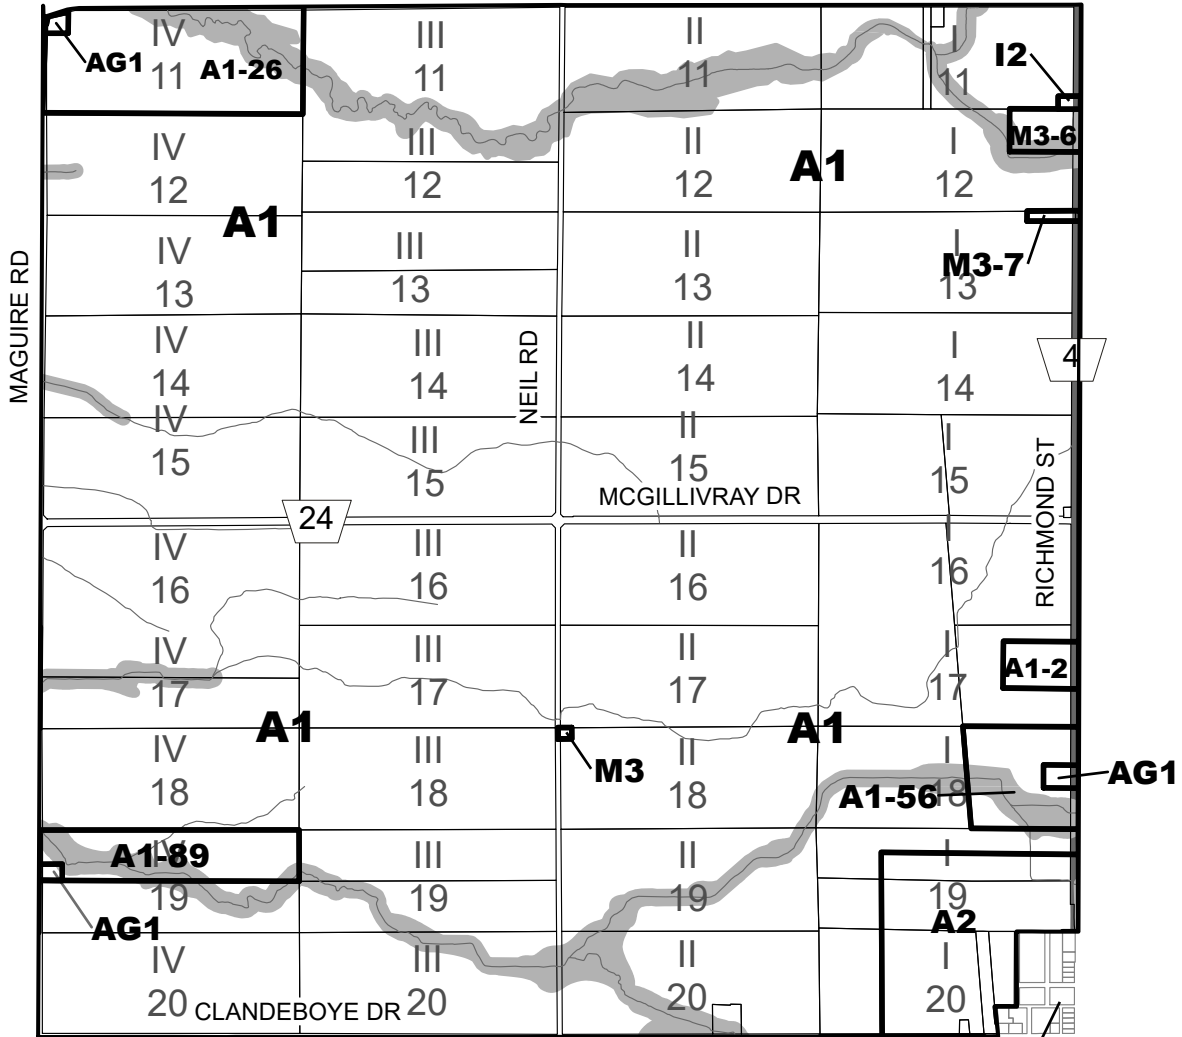 IV
III
II
I
AG1
11
A1-26
11
11
11
I2
IV
III
II
I
M3-6
12
12
12
12
A1
A1
IV
III
II
I
M3-7
13
13
13
13
MAGUIRE RD
NEIL RD
IV
III
II
I
4
14
14
14
14
IV
III
II
I
15
15
15
15
MCGILLIVRAY DR
RICHMOND ST
24
IV
III
II
I
16
16
16
16
IV
III
II
I
A1-2
17
17
17
17
A1
A1
IV
III
II
I
M3
AG1
18
18
18
18
A1-56
IV
III
II
I
A1-89
19
19
19
19
AG1
A2
IV
III
II
I
20
20
20
20
CLANDEBOYE DR